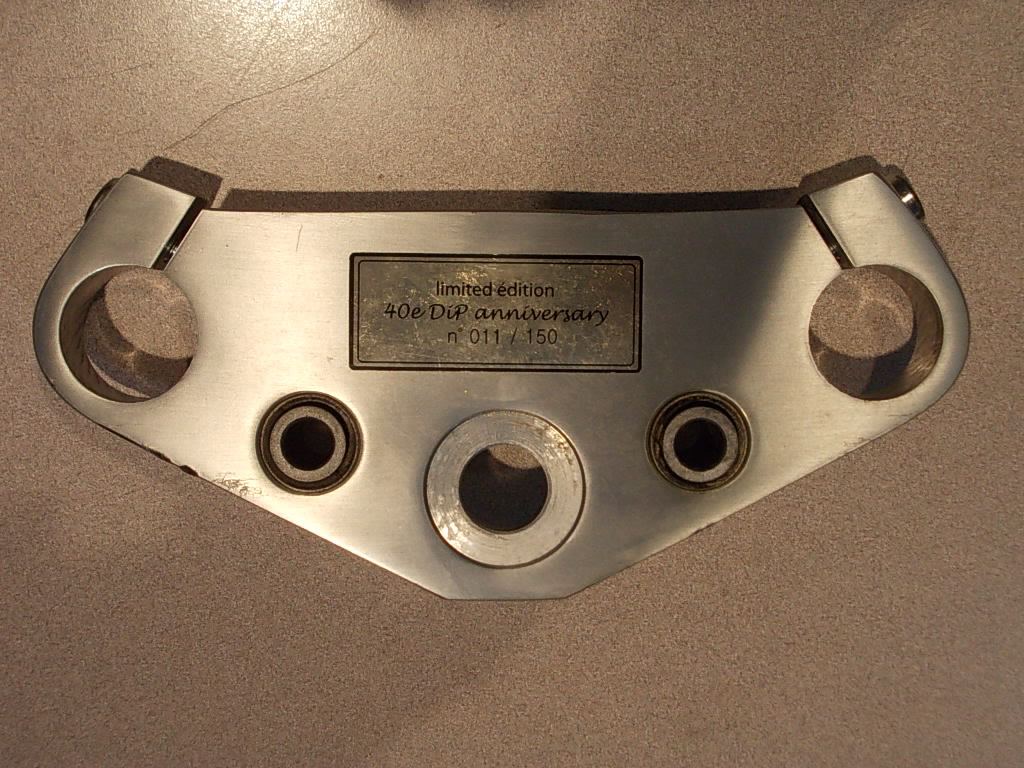 limited édition
40e DiP anniversary
n° 011 / 150